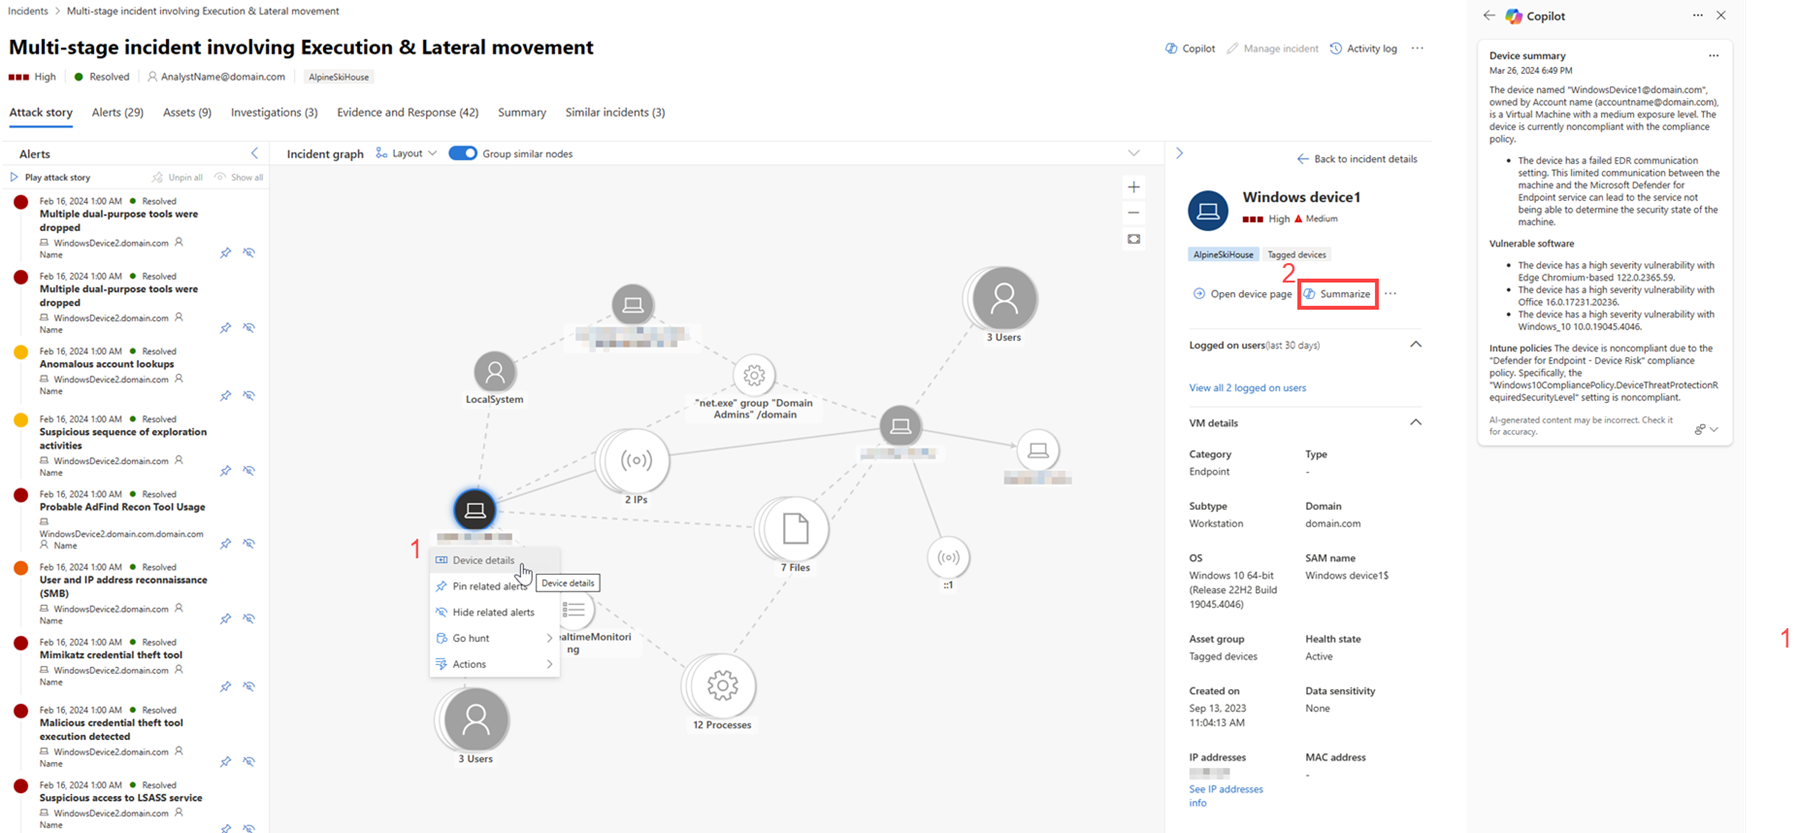 Incidents > Multi-stage incident involving Execution & Lateral movement
Multi-stage incident involving Execution & Lateral movement
High
Resolved
AnalystName@domain.com
AlpineSkiHouse
Copilot
Manage incident
Activity log
Attack story
Alerts (29)
Assets (9)
Investigations (3)
Evidence and Response (42)
Summary
Similar incidents (3)
Alerts
Play attack story
Unpin all
Show all
Feb 16, 2024 1:00 AM Resolved
Multiple dual-purpose tools were
dropped
WindowsDevice2.domain.com
Name
Feb 16, 2024 1:00 AM Resolved
Multiple dual-purpose tools were
dropped
WindowsDevice2.domain.com
Name
Feb 16, 2024 1:00 AM Resolved
Anomalous account lookups
WindowsDevice2.domain.com
Name
Feb 16, 2024 1:00 AM Resolved
Suspicious sequence of exploration
activities
WindowsDevice2.domain.com
Name
Feb 16, 2024 1:00 AM Resolved
Probable AdFind Recon Tool Usage
WindowsDevice2.domain.com.domain.com
Name
Feb 16, 2024 1:00 AM Resolved
User and IP address reconnaissance
(SMB)
WindowsDevice2.domain.com
Name
Feb 16, 2024 1:00 AM Resolved
Mimikatz credential theft tool
WindowsDevice2.domain.com
Name
Feb 16, 2024 1:00 AM Resolved
Malicious credential theft tool
execution detected
WindowsDevice2.domain.com
Name
Feb 16, 2024 1:00 AM Resolved
Suspicious access to LSASS service
WindowsDevice2.domain.com
Name
Incident graph
Layout
Group similar nodes
3 Users
LocalSystem
"net.exe" group "Domain
Admins" /domain
2 IPs
7 Files
::1
1
Device details
Device details
Pin related alerts
Hide related alerts
Go hunt
Actions
ealtimeMonitori
ng
12 Processes
3 Users
Back to incident details
Windows device1
High
Medium
AlpineSkiHouse
Tagged devices
2
Open device page
Summarize
Logged on users(last 30 days)
View all 2 logged on users
VM details
Category
Type
Endpoint
-
Subtype
Domain
Workstation
domain.com
OS
SAM name
Windows 10 64-bit
(Release 22H2 Build
19045.4046)
Windows device1$
Asset group
Health state
Tagged devices
Active
Created on
Data sensitivity
Sep 13, 2023
11:04:13 AM
None
IP addresses
MAC address
-
See IP addresses
info
Copilot
Device summary
Mar 26, 2024 6:49 PM
The device named "WindowsDevice1@domain.com",
owned by Account name (accountname@domain.com),
is a Virtual Machine with a medium exposure level. The
device is currently noncompliant with the compliance
policy.
• The device has a failed EDR communication
setting. This limited communication between the
machine and the Microsoft Defender for
Endpoint service can lead to the service not
being able to determine the security state of the
machine.
Vulnerable software
• The device has a high severity vulnerability with
Edge Chromium-based 122.0.2365.59.
• The device has a high severity vulnerability with
Office 16.0.17231.20236.
• The device has a high severity vulnerability with
Windows_10 10.0.19045.4046.
Intune policies The device is noncompliant due to the
"Defender for Endpoint - Device Risk" compliance
policy. Specifically, the
"Windows10CompliancePolicy.DeviceThreatProtectionR
equiredSecurityLevel" setting is noncompliant.
AI-generated content may be incorrect. Check it
for accuracy.
1